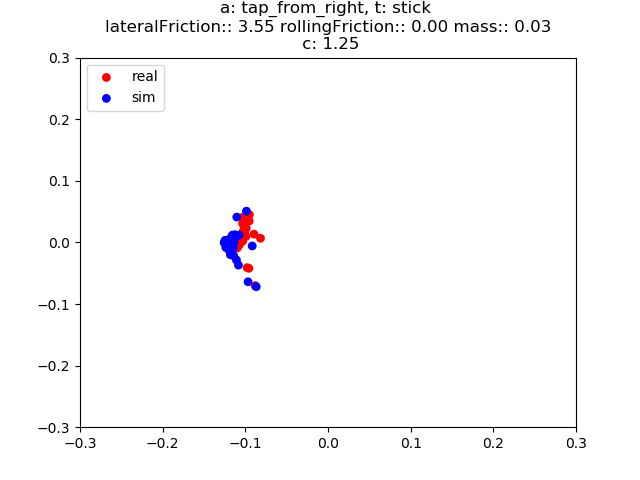 a: tap_from_right, t: stick
lateralFriction:: 3.55 rollingFriction:: 0.00 mass:: 0.03
c: 1.25
real
sim
0.3
0.2
0.1
0.0
−0.1
−0.2
−0.3
−0.3 −0.2 −0.1 0.0 0.1 0.2 0.3